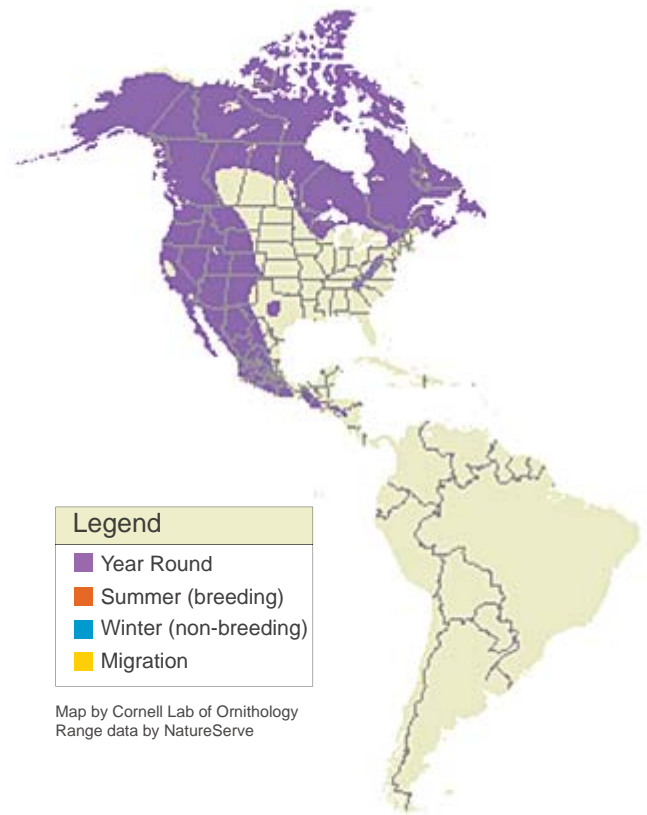 Legend
Year Round
Summer (breeding)
Winter (non-breeding)
Migration
Map by Cornell Lab of Ornithology
Range data by NatureServe